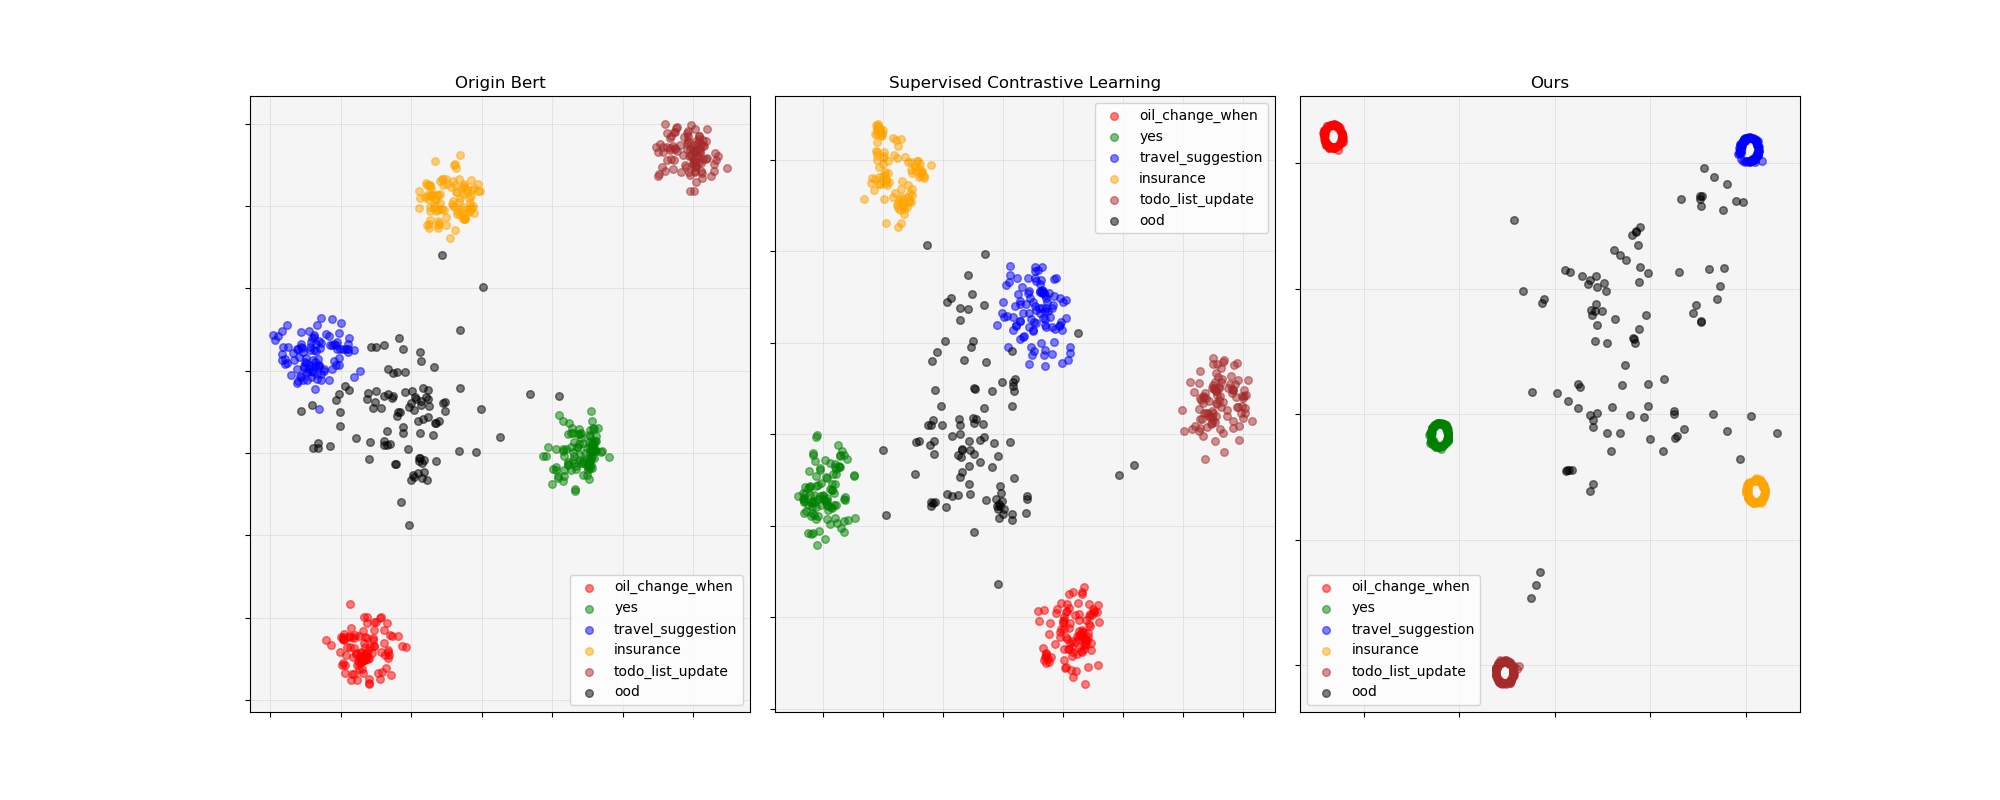 Origin Bert
oil_change_when
yes
travel_suggestion
insurance
todo_list_update
ood
Supervised Contrastive Learning
oil_change_when
yes
travel_suggestion
insurance
todo_list_update
ood
Ours
oil_change_when
yes
travel_suggestion
insurance
todo_list_update
ood